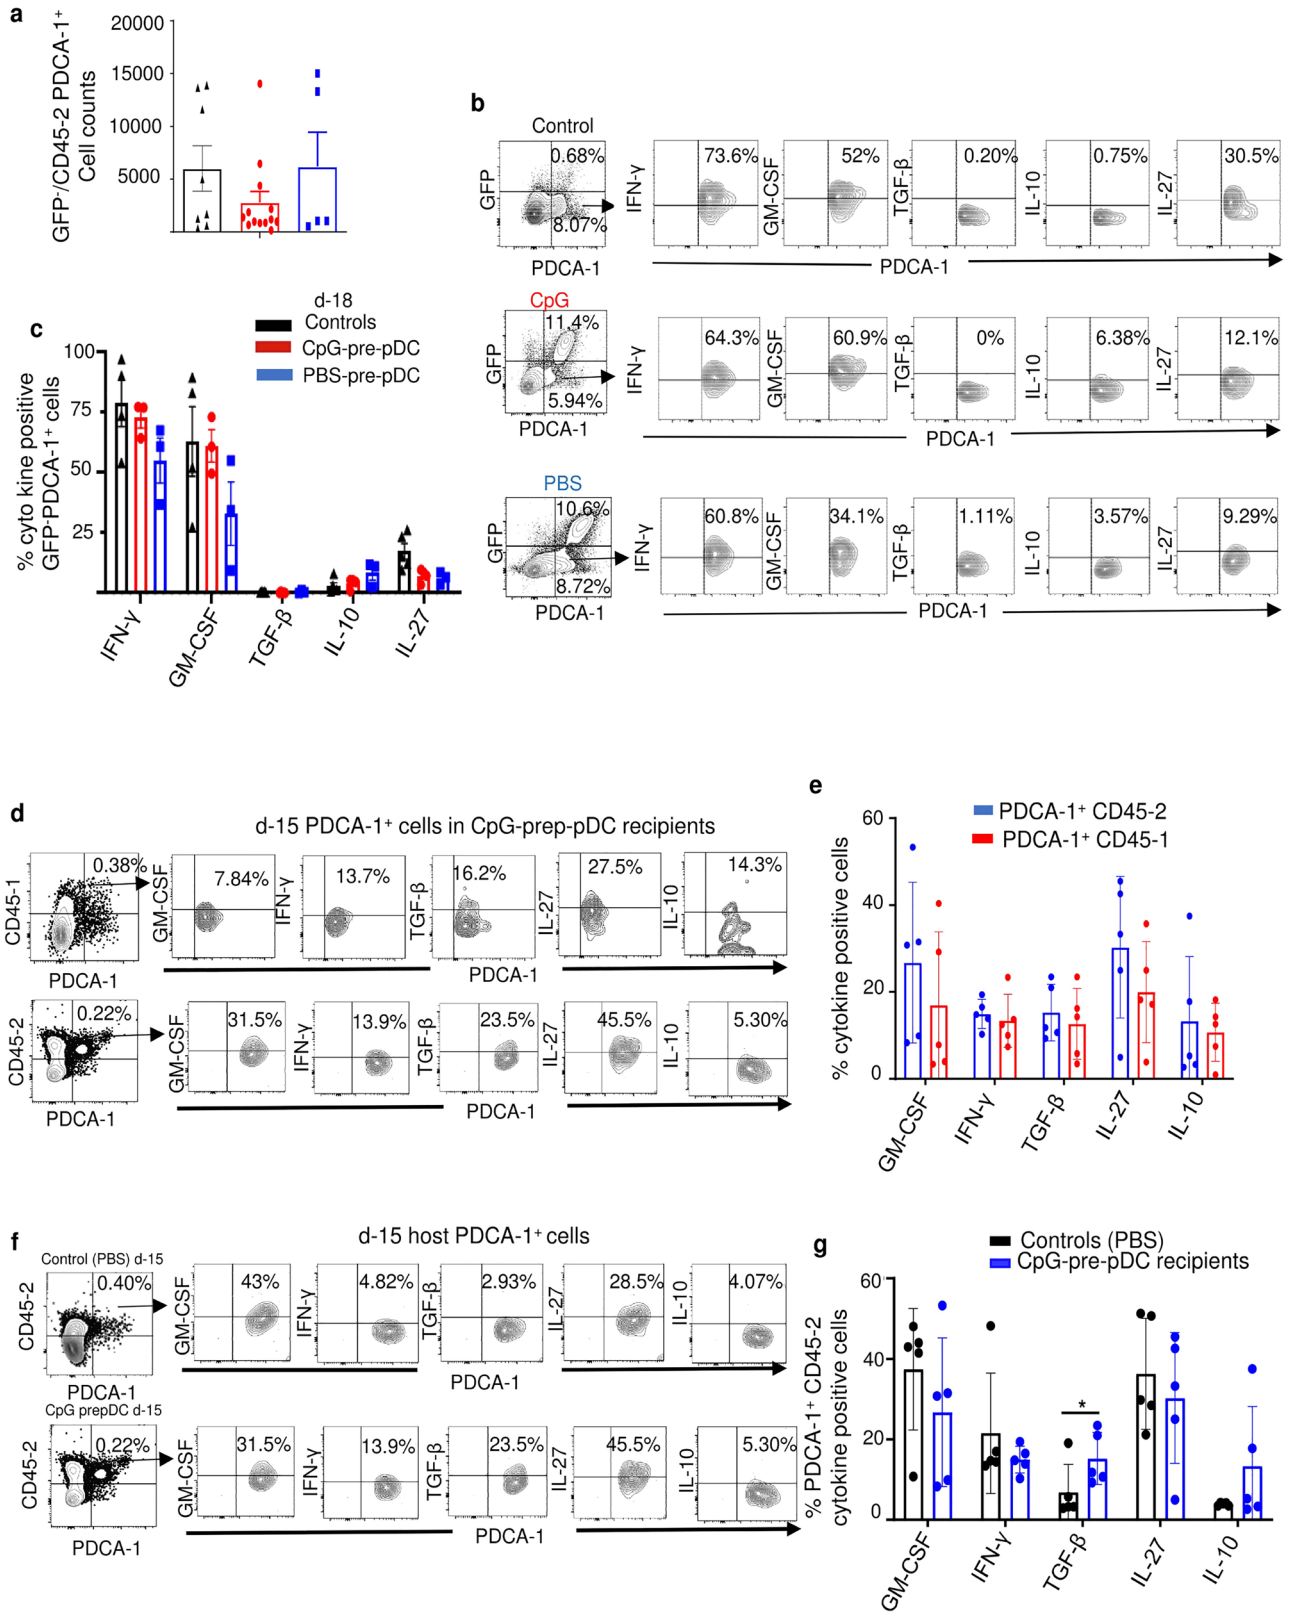 a
GFP-/CD45-2 PDCA-1+
Cell counts
20000
15000
10000
5000
b
Control
GFP
0.68%
8.07%
PDCA-1
IFN-γ
73.6%
GM-CSF
52%
TGF-β
0.20%
IL-10
0.75%
IL-27
30.5%
PDCA-1
CpG
GFP
11.4%
5.94%
PDCA-1
IFN-γ
64.3%
GM-CSF
60.9%
TGF-β
0%
IL-10
6.38%
IL-27
12.1%
PDCA-1
PBS
GFP
10.6%
8.72%
PDCA-1
IFN-γ
60.8%
GM-CSF
34.1%
TGF-β
1.11%
IL-10
3.57%
IL-27
9.29%
PDCA-1
c
d-18
Controls
CpG-pre-pDC
PBS-pre-pDC
% cyto kine positive
GFP-PDCA-1+ cells
100
75
50
25
IFN-γ
GM-CSF
TGF-β
IL-10
IL-27
d
d-15 PDCA-1+ cells in CpG-prep-pDC recipients
CD45-1
0.38%
PDCA-1
GM-CSF
7.84%
IFN-γ
13.7%
TGF-β
16.2%
IL-27
27.5%
IL-10
14.3%
PDCA-1
CD45-2
0.22%
PDCA-1
GM-CSF
31.5%
IFN-γ
13.9%
TGF-β
23.5%
IL-27
45.5%
IL-10
5.30%
PDCA-1
e
PDCA-1+ CD45-2
PDCA-1+ CD45-1
% cytokine positive cells
60
40
20
0
GM-CSF
IFN-γ
TGF-β
IL-27
IL-10
f
d-15 host PDCA-1+ cells
Control (PBS) d-15
CD45-2
0.40%
PDCA-1
GM-CSF
43%
IFN-γ
4.82%
TGF-β
2.93%
IL-27
28.5%
IL-10
4.07%
PDCA-1
CpG prepDC d-15
CD45-2
0.22%
PDCA-1
GM-CSF
31.5%
IFN-γ
13.9%
TGF-β
23.5%
IL-27
45.5%
IL-10
5.30%
PDCA-1
g
Controls (PBS)
CpG-pre-pDC recipients
% PDCA-1+ CD45-2
cytokine positive cells
60
40
20
0
*
GM-CSF
IFN-γ
TGF-β
IL-27
IL-10